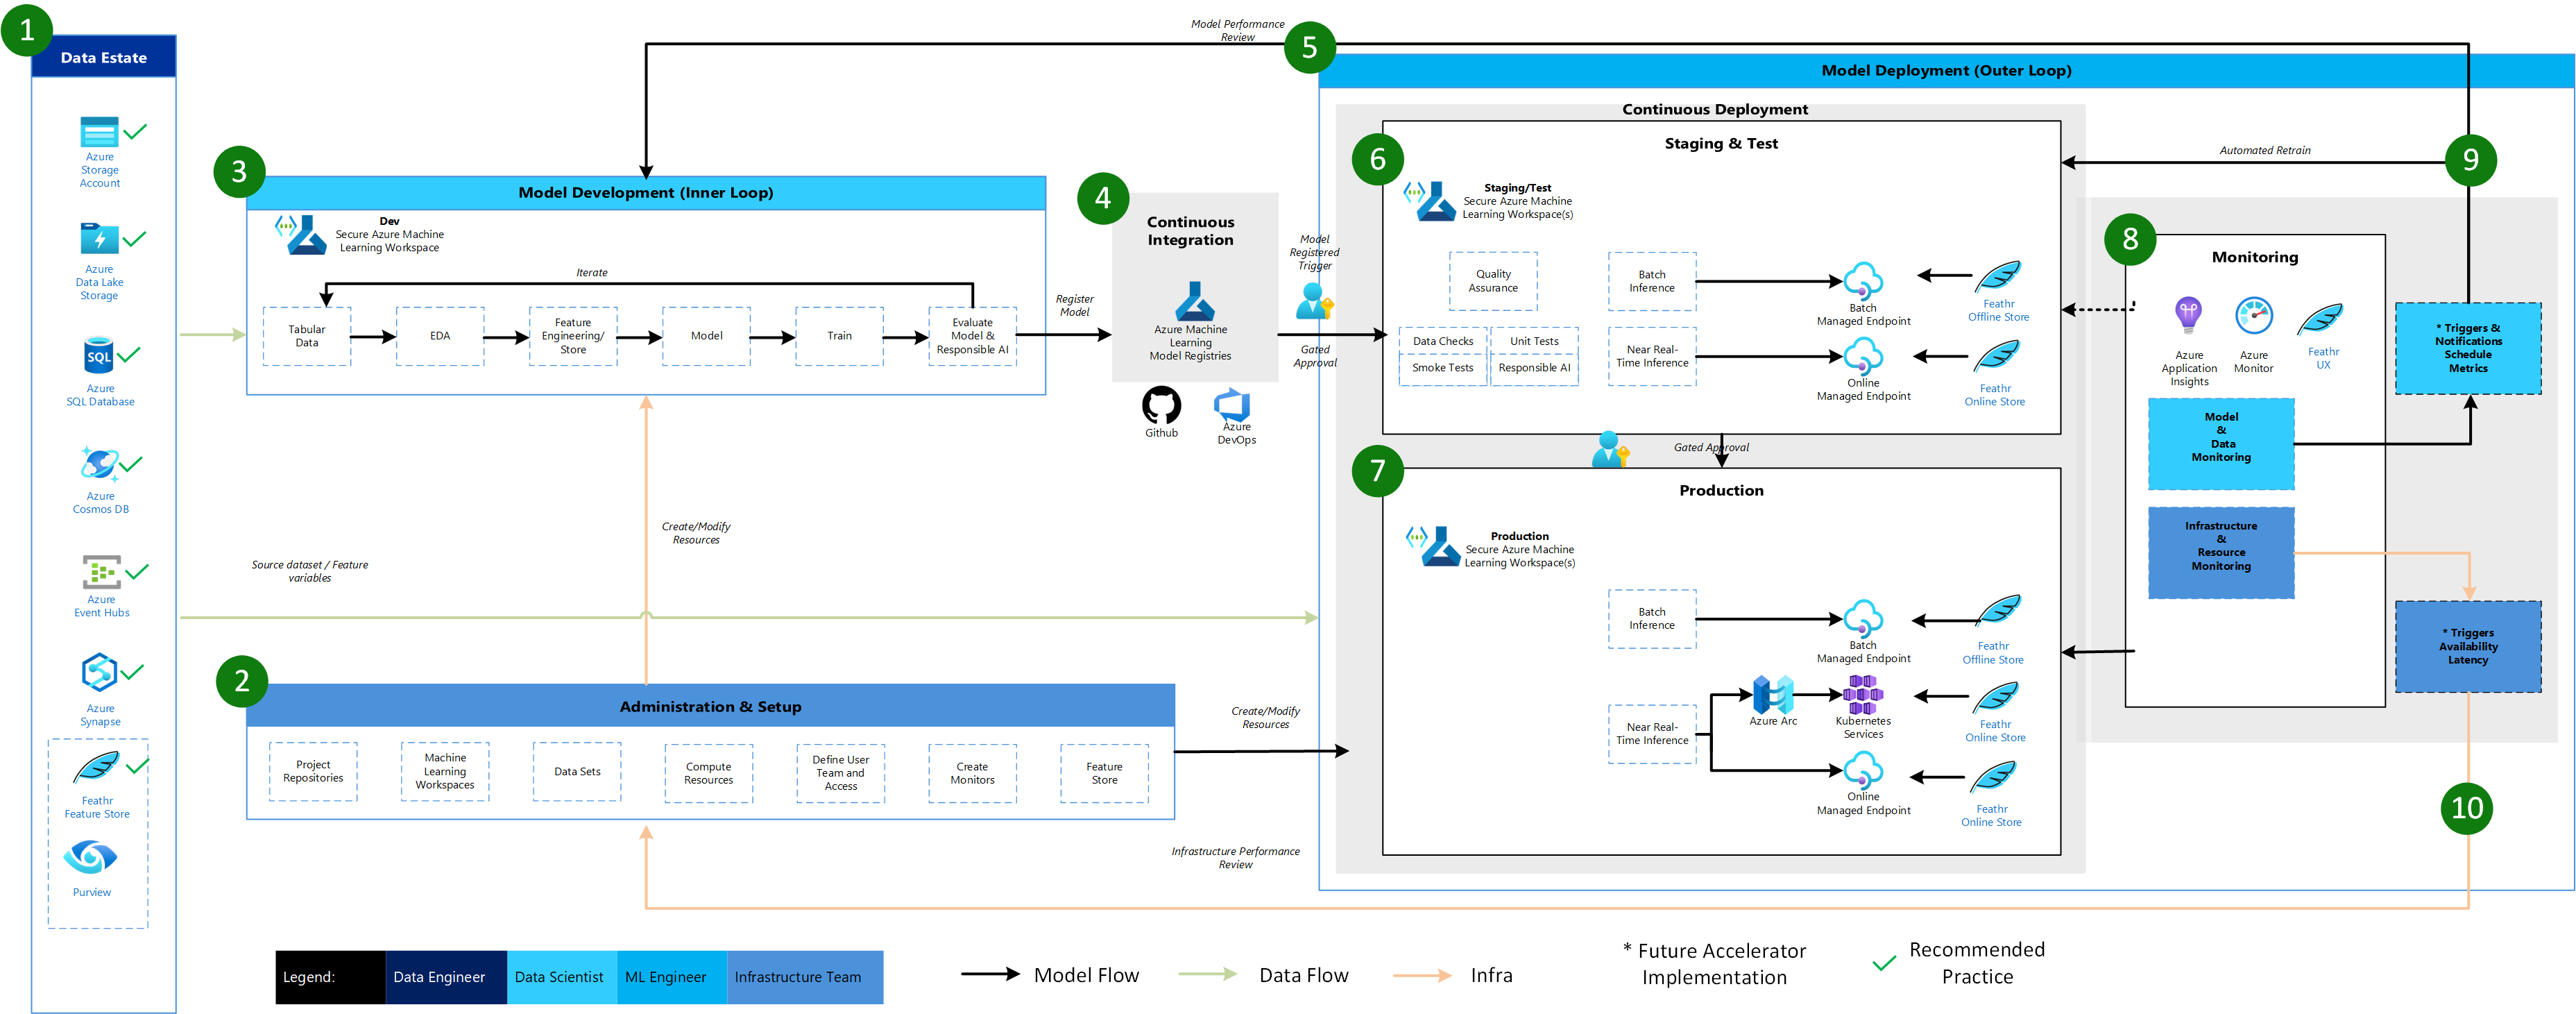 1
Data Estate
Azure
Storage
Account
Azure
Data Lake
Storage
SQL
Azure
SQL Database
Azure
Cosmos DB
Azure
Event Hubs
Azure
Synapse
Feathr
Feature Store
Purview
Model Performance
Review
3
Model Development (Inner Loop)
Dev
Secure Azure Machine
Learning Workspace
Iterate
Tabular
Data
EDA
Feature
Engineering/
Store
Model
Train
Evaluate
Model &
Responsible AI
Register
Model
4
Continuous
Integration
Azure Machine
Learning
Model Registries
Github
Azure
DevOps
Model
Registered
Trigger
Gated
Approval
Create/Modify
Resources
Source dataset / Feature
variables
2
Administration & Setup
Project
Repositories
Machine
Learning
Workspaces
Data Sets
Compute
Resources
Define User
Team and
Access
Create
Monitors
Feature
Store
Create/Modify
Resources
Infrastructure Performance
Review
5
Model Deployment (Outer Loop)
Continuous Deployment
6
Staging & Test
Staging/Test
Secure Azure Machine
Learning Workspace(s)
Quality
Assurance
Data Checks
Unit Tests
Smoke Tests
Responsible AI
Batch
Inference
Batch
Managed Endpoint
Feathr
Offline Store
Near Real-
Time Inference
Online
Managed Endpoint
Feathr
Online Store
Gated Approval
7
Production
Production
Secure Azure Machine
Learning Workspace(s)
Batch
Inference
Batch
Managed Endpoint
Feathr
Offline Store
Near Real-
Time Inference
Azure Arc
Kubernetes
Services
Feathr
Online Store
Online
Managed Endpoint
Feathr
Online Store
Automated Retrain
9
8
Monitoring
Azure
Application
Insights
Azure
Monitor
Feathr
UX
Model
&
Data
Monitoring
Infrastructure
&
Resource
Monitoring
* Triggers &
Notifications
Schedule
Metrics
* Triggers
Availability
Latency
10
Legend:
Data Engineer
Data Scientist
ML Engineer
Infrastructure Team
Model Flow
Data Flow
Infra
* Future Accelerator
Implementation
Recommended
Practice